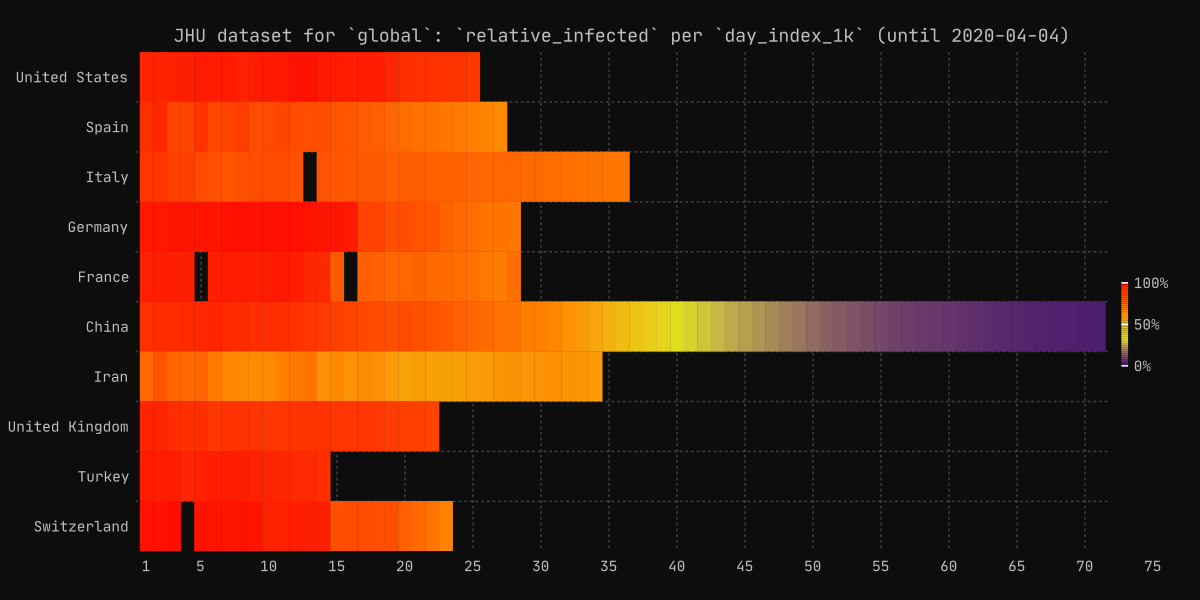 JHU dataset for `global`: `relative_infected` per `day_index_1k` (until 2020-04-04)
United States
Spain
Italy
Germany
France
China
Iran
United Kingdom
Turkey
Switzerland
100%
50%
0%
1 5 10 15 20 25 30 35 40 45 50 55 60 65 70 75